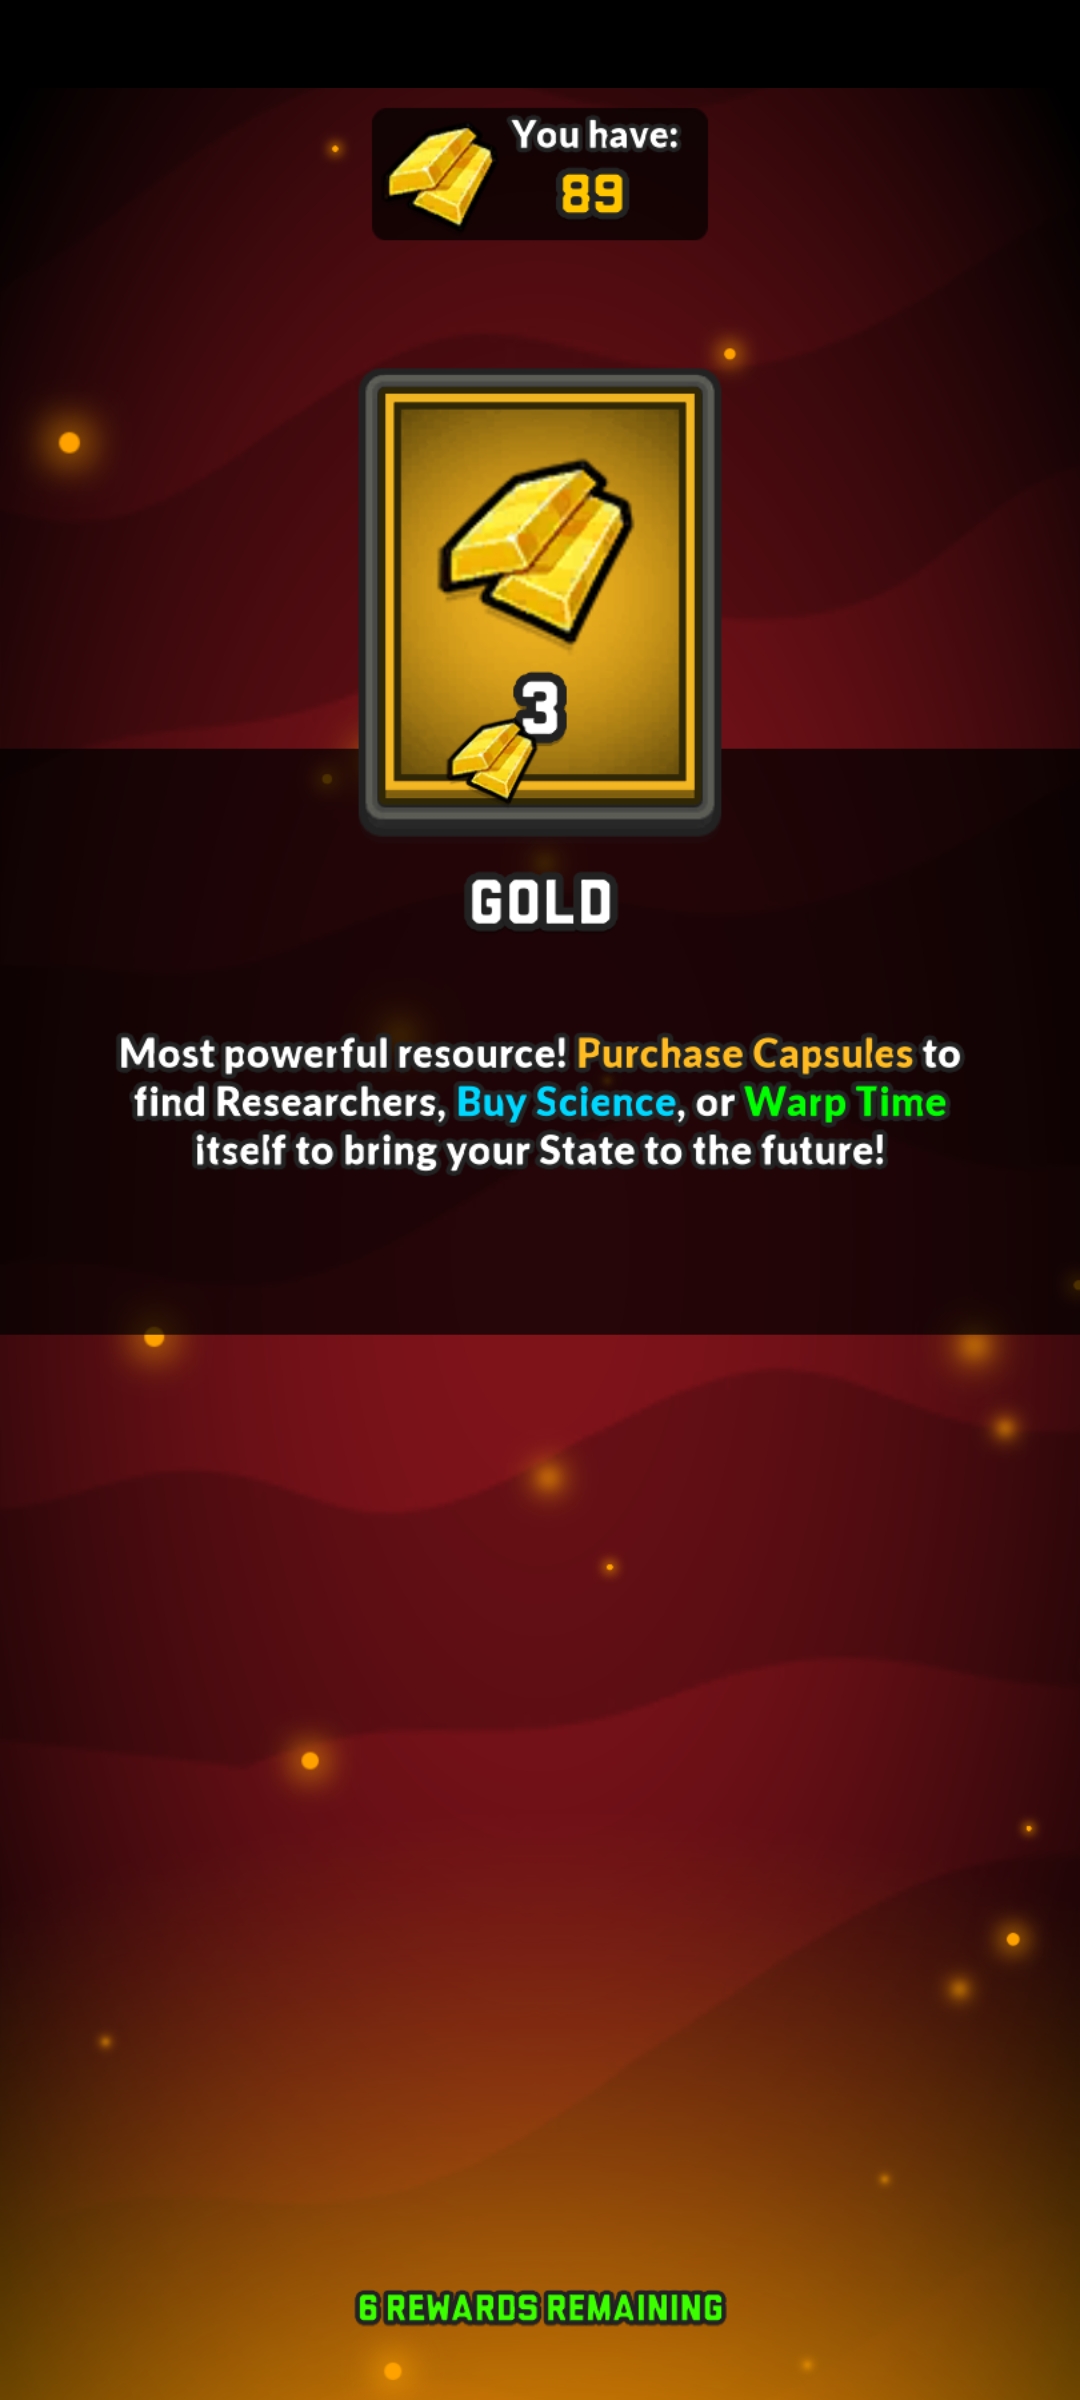 You have:
89
3
GOLD
Most powerful resource! Purchase Capsules to
find Researchers, Buy Science, or Warp Time
itself to bring your State to the future!
6 REWARDS REMAINING